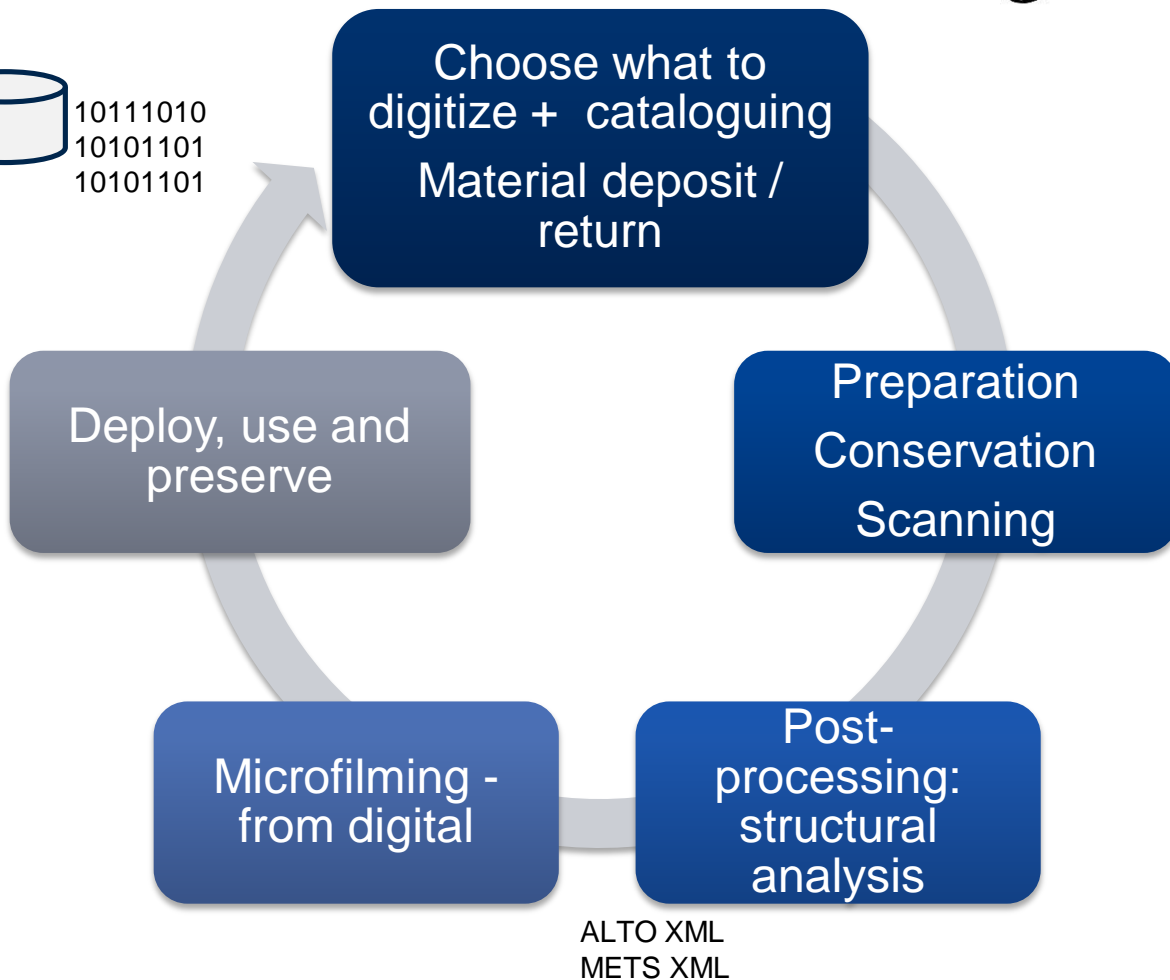 Choose what to
digitize + cataloguing
Material deposit /
return
10111010
10101101
10101101
Preparation
Conservation
Scanning
Post-
processing:
structural
analysis
ALTO XML
METS XML
Microfilming -
from digital
Deploy, use and
preserve